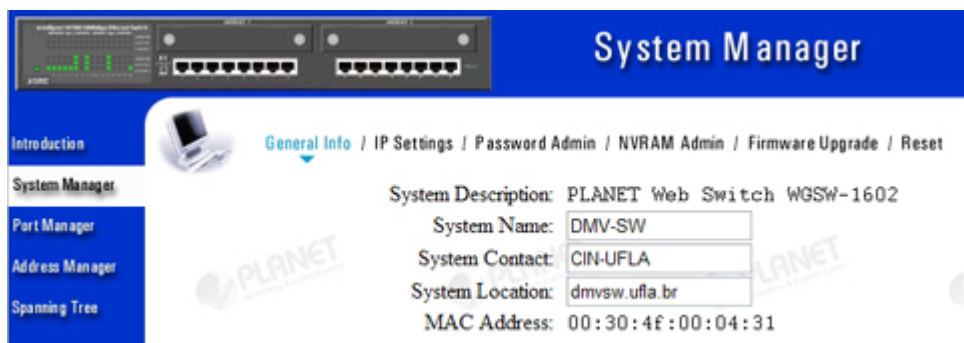 System Manager
Introduction
System Manager
Port Manager
Address Manager
Spanning Tree
General Info / IP Settings / Password Admin / NVRAM Admin / Firmware Upgrade / Reset
System Description: PLANET Web Switch WGSW-1602
System Name: DMV-SW
System Contact: CIN-UFLA
System Location: dmvsw.ufla.br
MAC Address: 00:30:4f:00:04:31
PLANET
PLANET